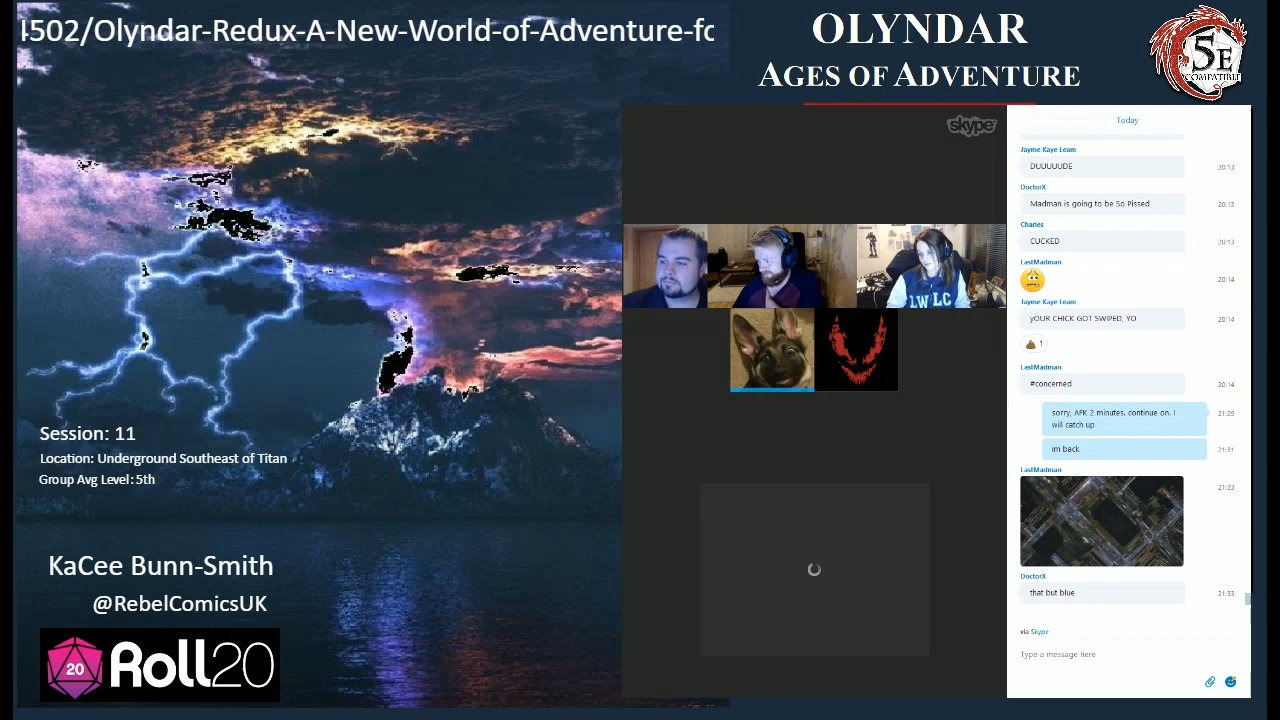 502/Olyndar-Redux-A-New-World-of-Adventure-fo
OLYNDAR
AGES OF ADVENTURE
5E
COMPATIBLE
skype
Today
Jayme Kaye Leam
DUUUUUDE
20:13
DoctorX
Madman is going to be So Pissed
20:13
Charles
CUCKED
20:13
LastMadman
20:14
Jayme Kaye Leam
yOUR CHICK GOT SWIPED, YO
20:14
1
LastMadman
#concerned
20:14
sorry, AFK 2 minutes. continue on. I
will catch up
21:29
im back
21:31
LastMadman
21:33
DoctorX
that but blue
21:33
via Skype
Type a message here
LWLC
Session: 11
Location: Underground Southeast of Titan
Group Avg Level: 5th
KaCee Bunn-Smith
@RebelComicsUK
20
Roll20